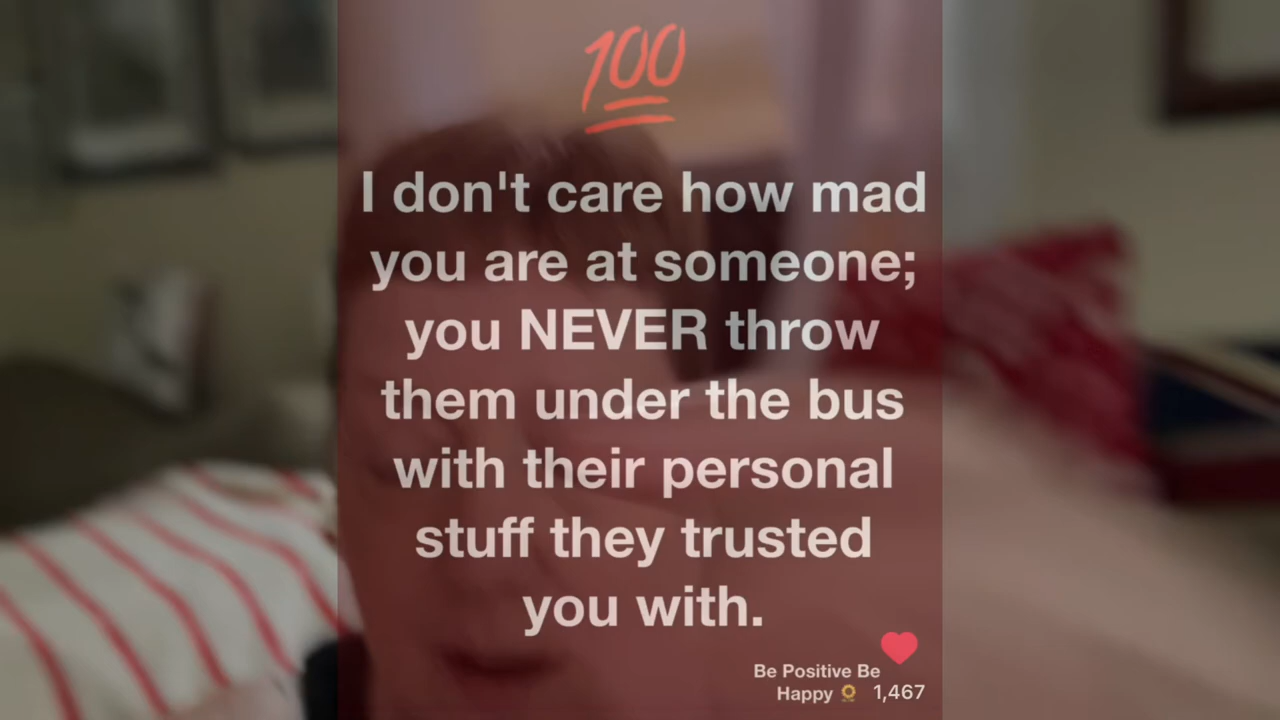 💯
I don't care how mad
you are at someone;
you NEVER throw
them under the bus
with their personal
stuff they trusted
you with.
Be Positive Be
Happy 🌻 1,467